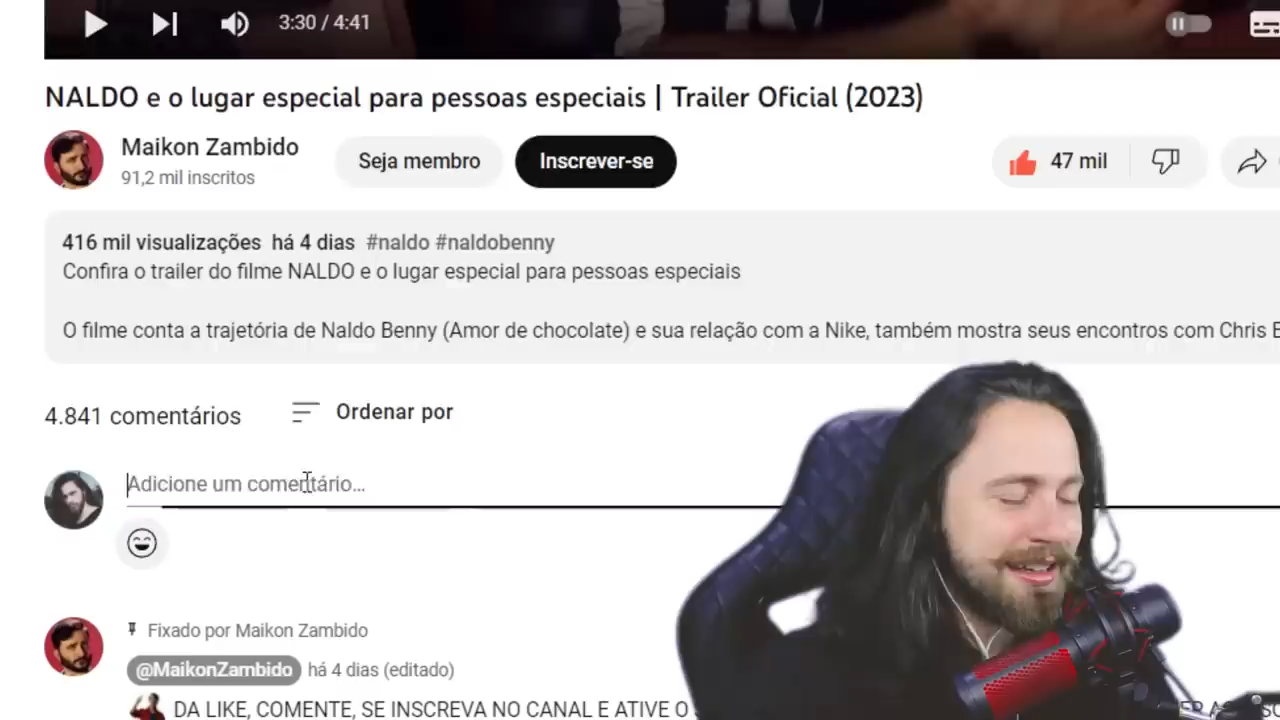 3:30 / 4:41
NALDO e o lugar especial para pessoas especiais | Trailer Oficial (2023)
Maikon Zambido
91,2 mil inscritos
Seja membro
Inscrever-se
47 mil
416 mil visualizações há 4 dias #naldo #naldobenny
Confira o trailer do filme NALDO e o lugar especial para pessoas especiais
O filme conta a trajetória de Naldo Benny (Amor de chocolate) e sua relação com a Nike, também mostra seus encontros com Chris
4.841 comentários
Ordenar por
Adicione um comentário...
Fixado por Maikon Zambido
@MaikonZambido há 4 dias (editado)
DA LIKE, COMENTE, SE INSCREVA NO CANAL E ATIVE O